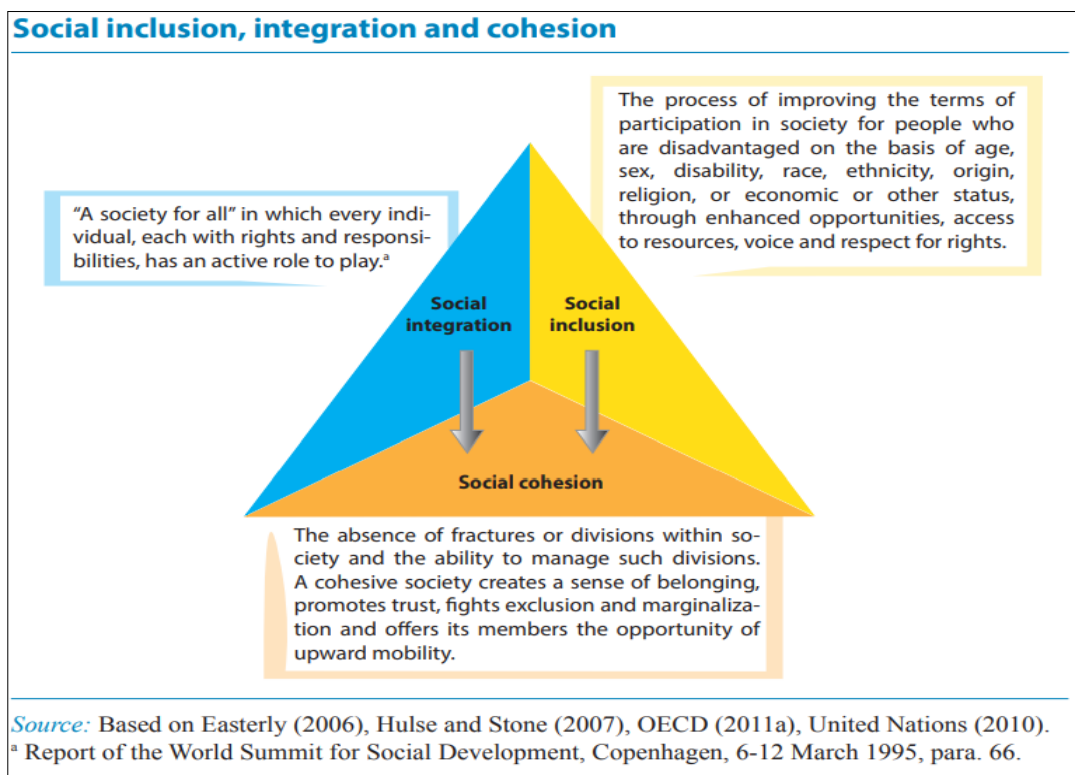 Social inclusion, integration and cohesion
The process of improving the terms of
participation in society for people who
are disadvantaged on the basis of age,
sex, disability, race, ethnicity, origin,
religion, or economic or other status,
through enhanced opportunities, access
to resources, voice and respect for rights.
"A society for all" in which every indi-
vidual, each with rights and responsi-
bilities, has an active role to play.ᵃ
Social
integration
Social
inclusion
Social cohesion
The absence of fractures or divisions within so-
ciety and the ability to manage such divisions.
A cohesive society creates a sense of belonging,
promotes trust, fights exclusion and marginaliza-
tion and offers its members the opportunity of
upward mobility.
Source: Based on Easterly (2006), Hulse and Stone (2007), OECD (2011a), United Nations (2010).
ᵃ Report of the World Summit for Social Development, Copenhagen, 6-12 March 1995, para. 66.